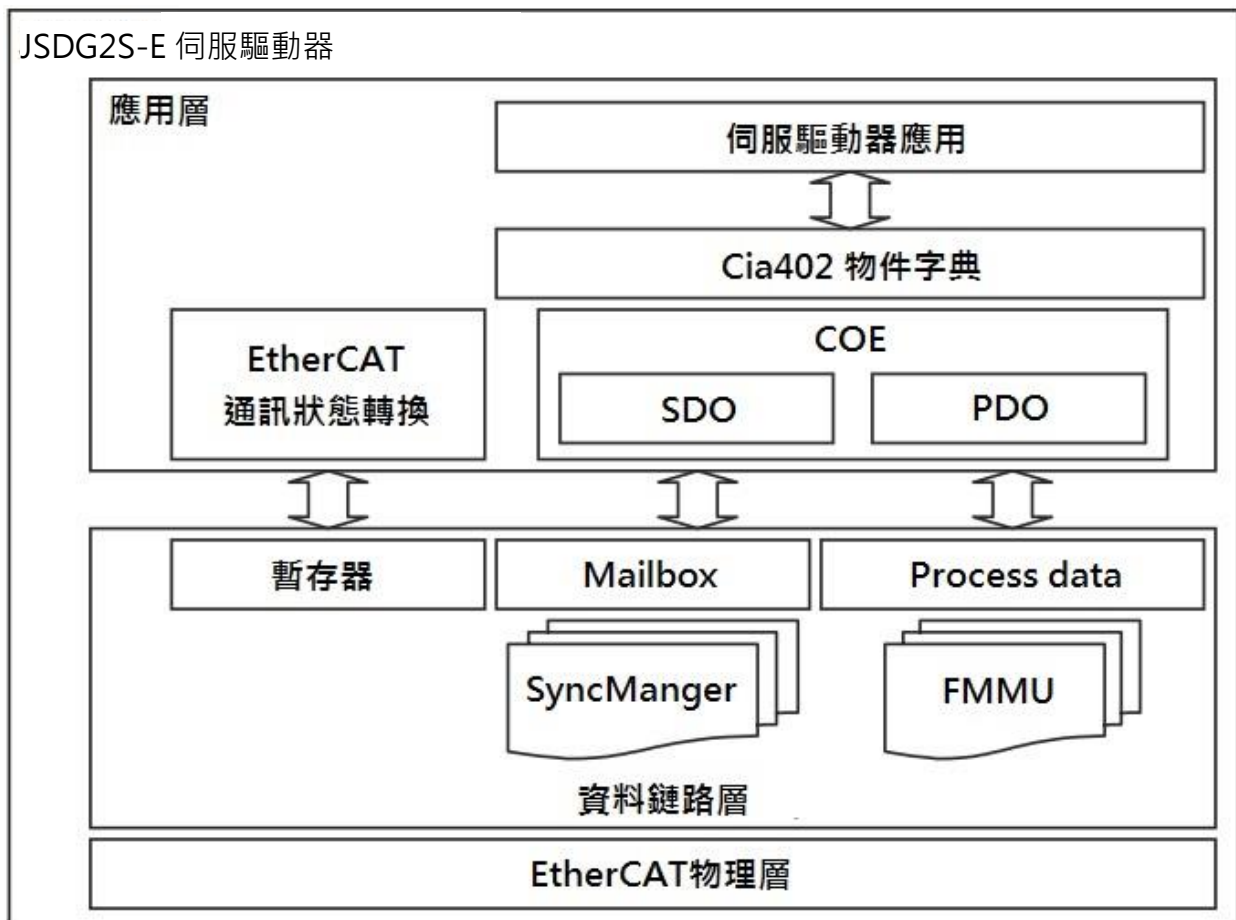 JSDG2S-E 伺服驅動器
應用層
伺服驅動器應用
Cia402 物件字典
EtherCAT
通訊狀態轉換
COE
SDO
PDO
暫存器
Mailbox
Process data
SyncManger
FMMU
資料鏈路層
EtherCAT物理層